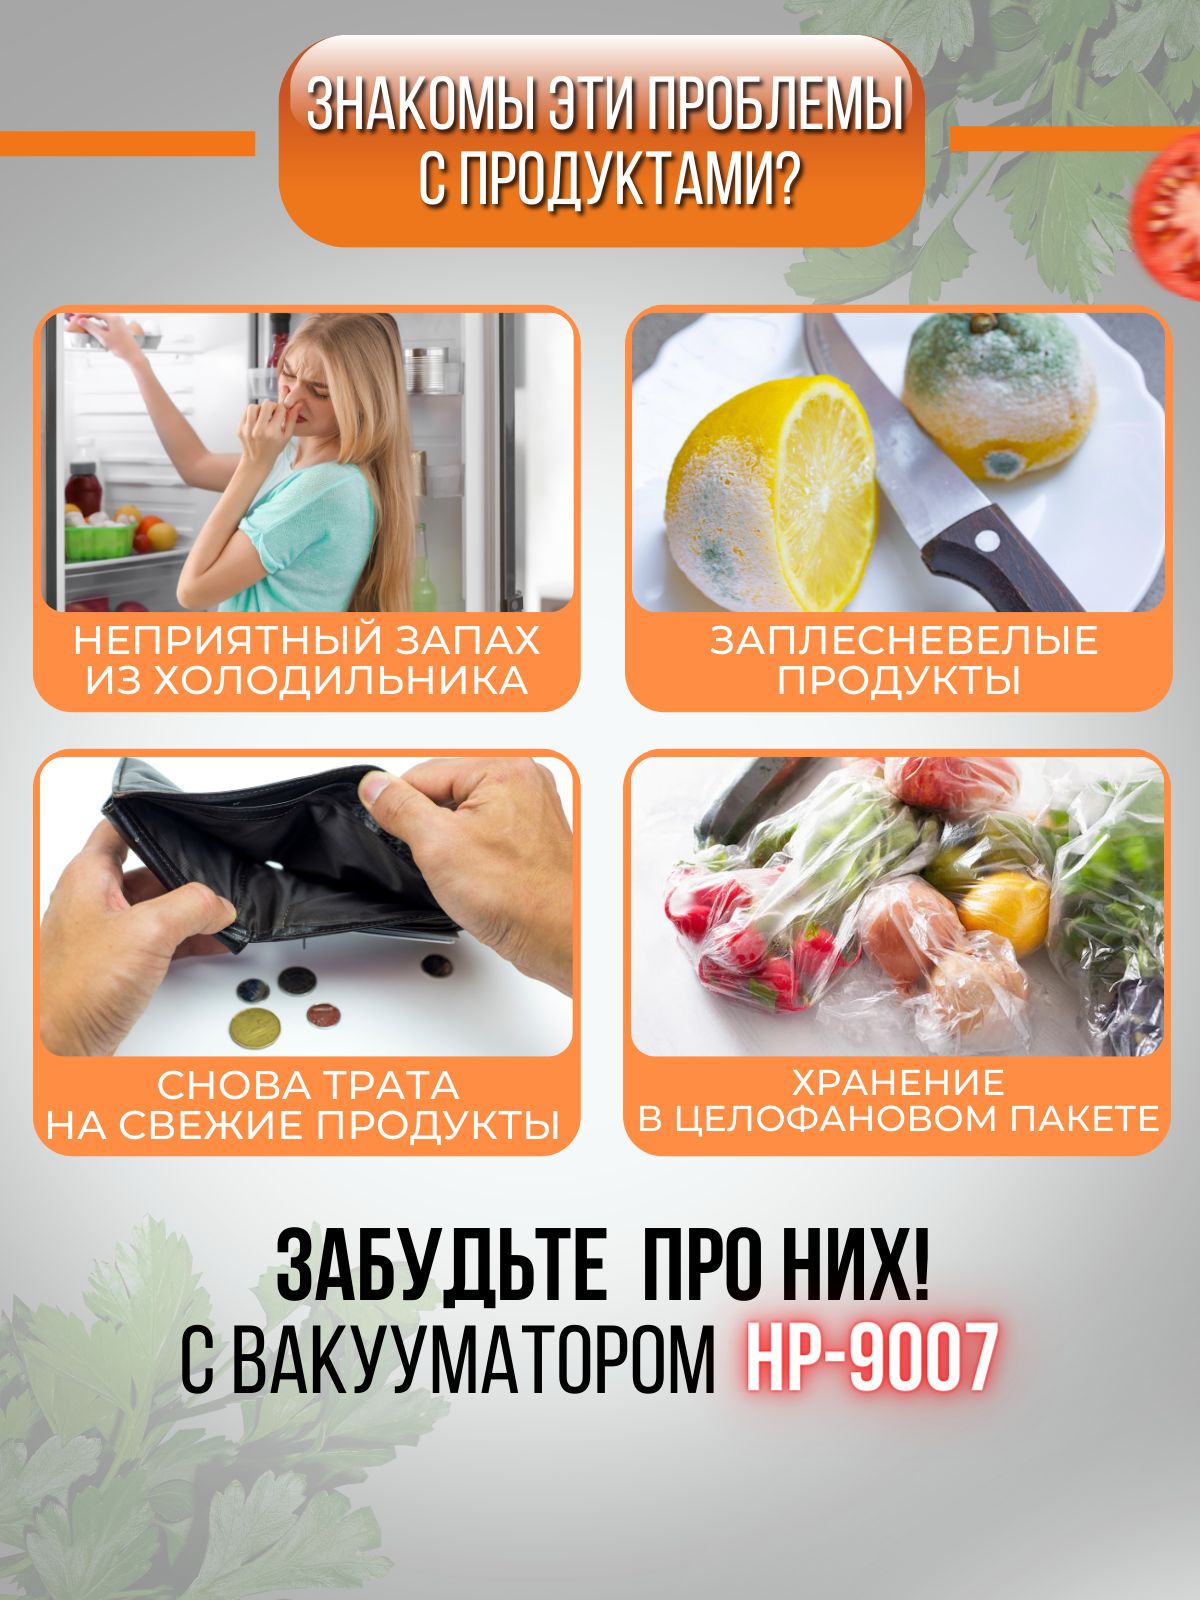 ЗНАКОМЫ ЭТИ ПРОБЛЕМЫ
С ПРОДУКТАМИ?
НЕПРИЯТНЫЙ ЗАПАХ
ИЗ ХОЛОДИЛЬНИКА
ЗАПЛЕСНЕВЕЛЫЕ
ПРОДУКТЫ
СНОВА ТРАТА
НА СВЕЖИЕ ПРОДУКТЫ
ХРАНЕНИЕ
В ЦЕЛОФАНОВОМ ПАКЕТЕ
ЗАБУДЬТЕ ПРО НИХ!
С ВАКУУМАТОРОМ HP-9007